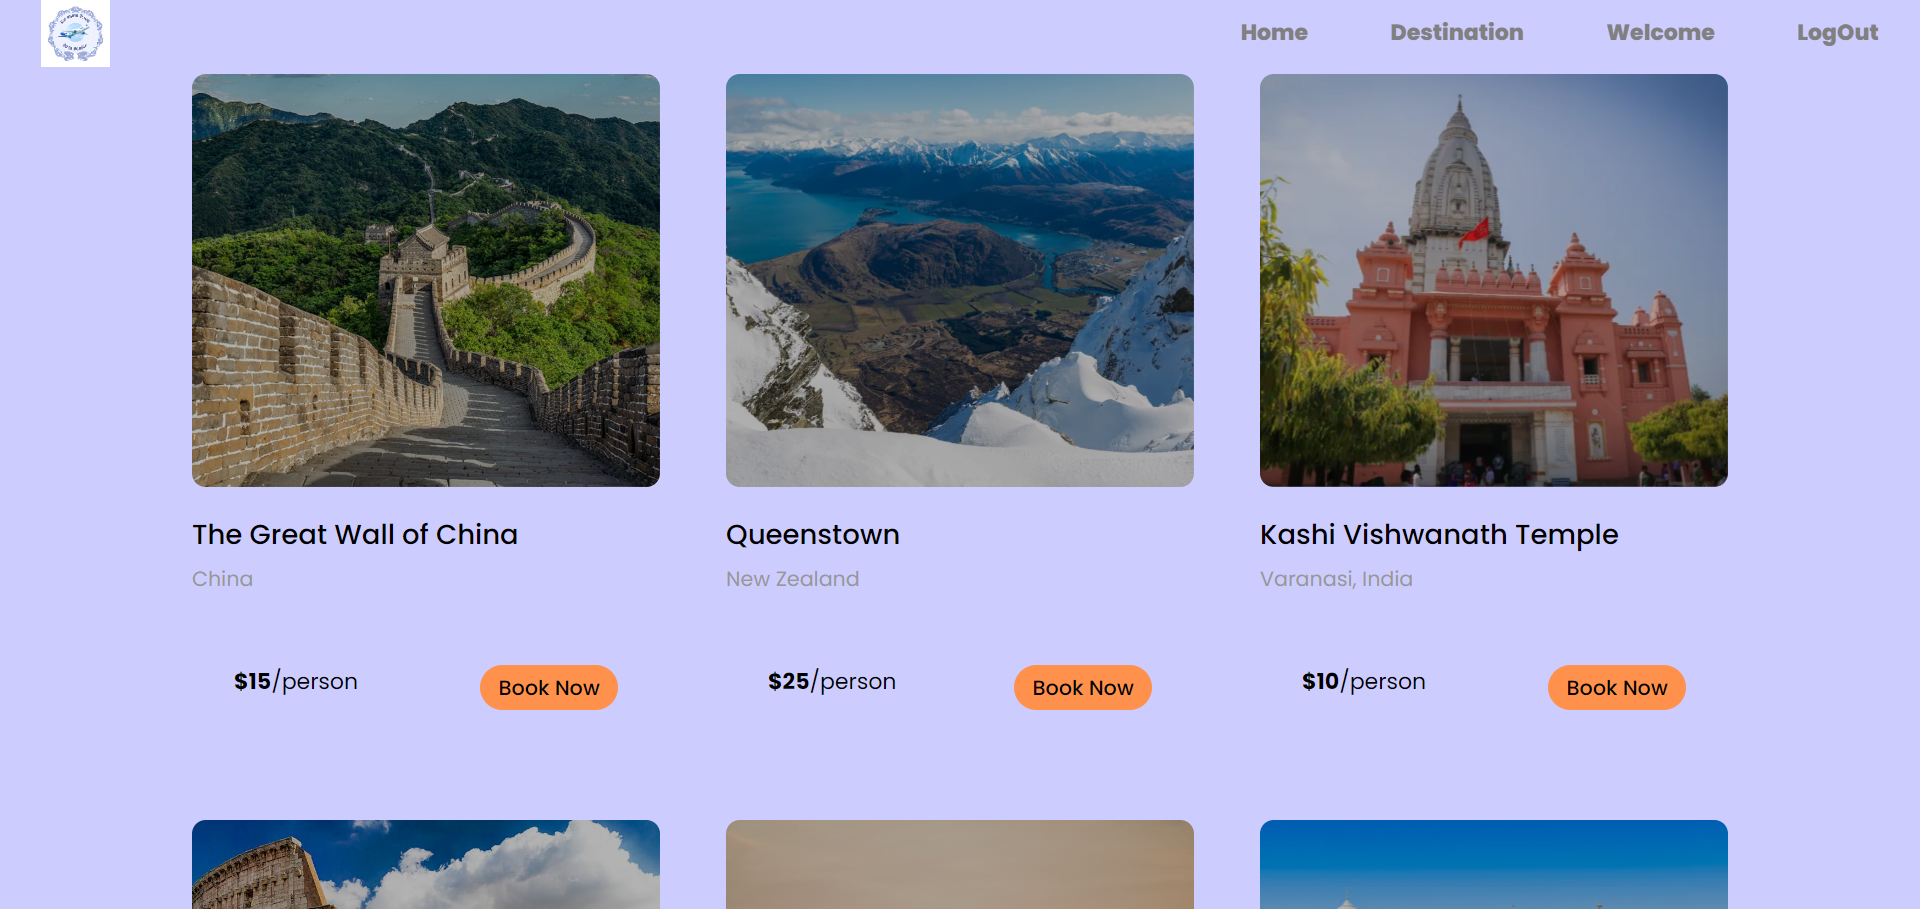 Home Destination Welcome LogOut
The Great Wall of China
China
$15/person Book Now
Queenstown
New Zealand
$25/person Book Now
Kashi Vishwanath Temple
Varanasi, India
$10/person Book Now